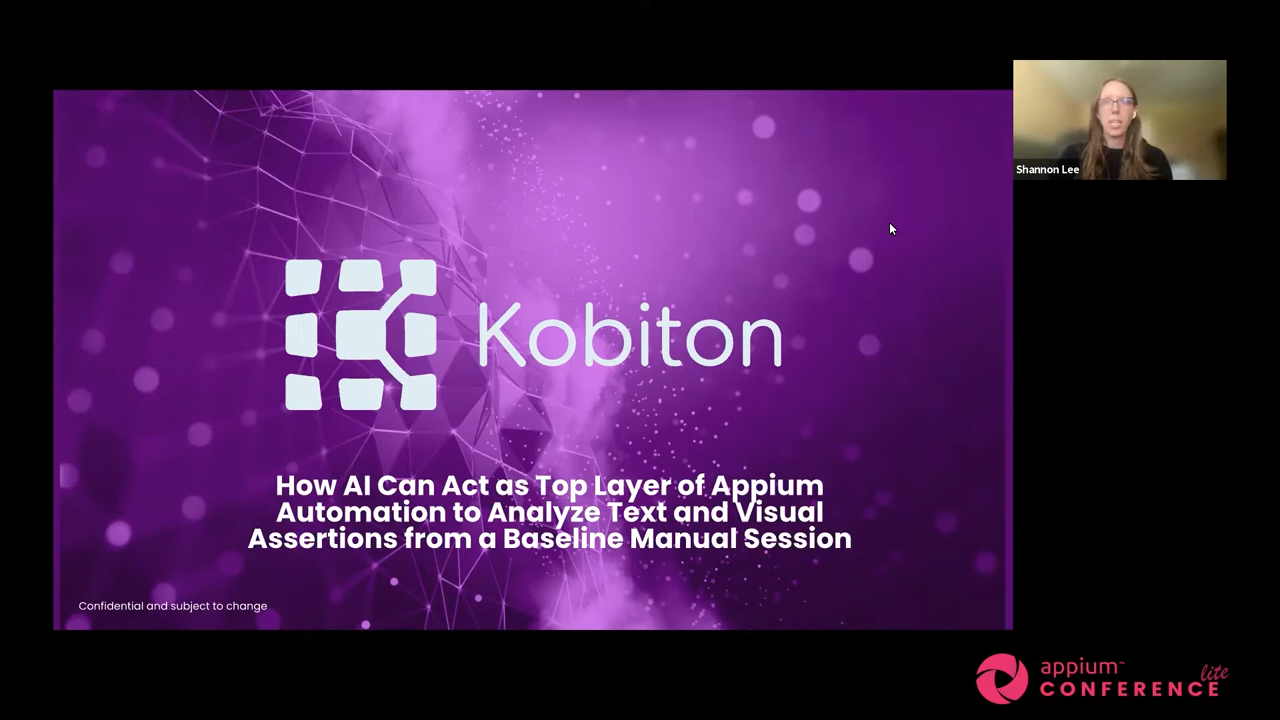 Shannon Lee
Kobiton
How AI Can Act as Top Layer of Appium
Automation to Analyze Text and Visual
Assertions from a Baseline Manual Session
Confidential and subject to change
appium™
CONFERENCE lite